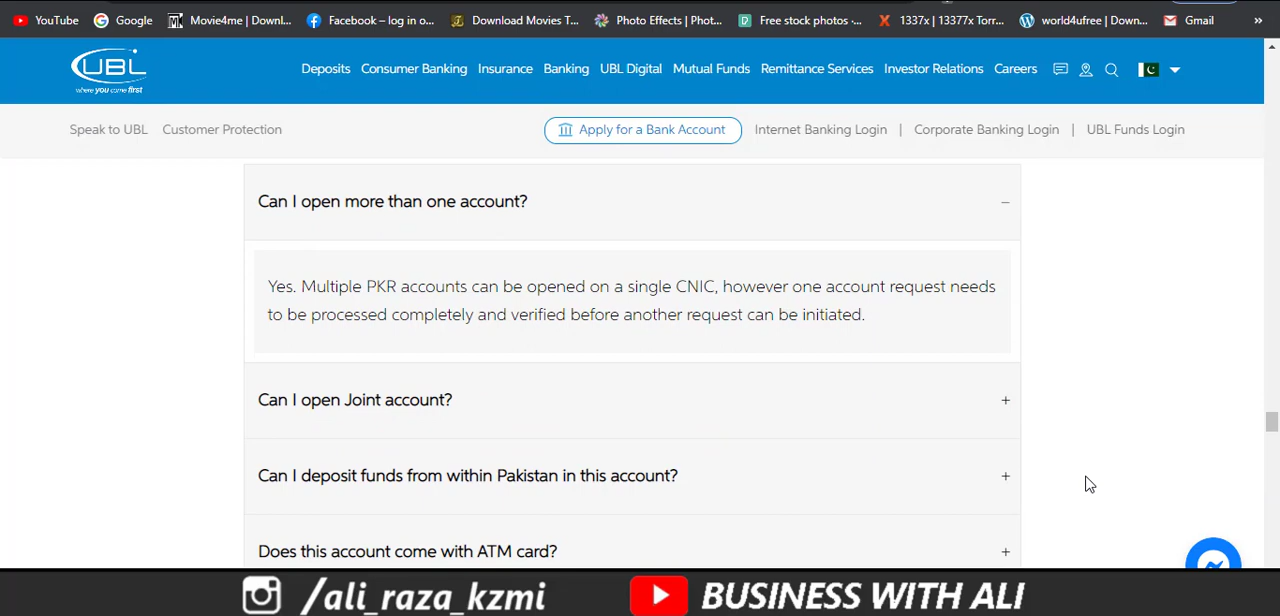 YouTube Google Movie4me | Downl... Facebook – log in o... Download Movies T... Photo Effects | Phot... Free stock photos ·... 1337x | 13377x Torr... world4ufree | Down... Gmail »
UBL
where you come first
Deposits Consumer Banking Insurance Banking UBL Digital Mutual Funds Remittance Services Investor Relations Careers
Speak to UBL Customer Protection Apply for a Bank Account Internet Banking Login | Corporate Banking Login | UBL Funds Login
Can I open more than one account? −
Yes. Multiple PKR accounts can be opened on a single CNIC, however one account request needs
to be processed completely and verified before another request can be initiated.
Can I open Joint account? +
Can I deposit funds from within Pakistan in this account? +
Does this account come with ATM card? +
/ali_raza_kzmi BUSINESS WITH ALI